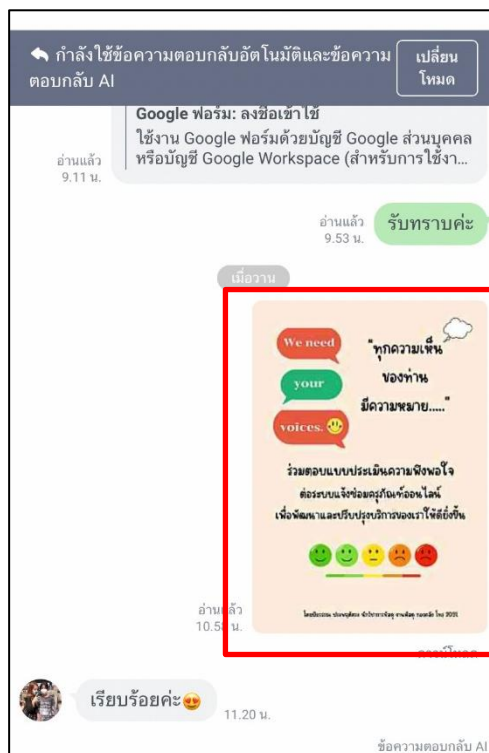 กำลังใช้ข้อความตอบกลับอัตโนมัติและข้อความ
ตอบกลับ AI
เปลี่ยน
โหมด
Google ฟอร์ม: ลงชื่อเข้าใช้
ใช้งาน Google ฟอร์มด้วยบัญชี Google ส่วนบุคคล
หรือบัญชี Google Workspace (สำหรับการใช้งา...
อ่านแล้ว
9.11 น.
รับทราบค่ะ
อ่านแล้ว
9.53 น.
เมื่อวาน
We need
your
voices.
"ทุกความเห็น
ของท่าน
มีความหมาย....."
ร่วมตอบแบบประเมินความพึงพอใจ
ต่อระบบแจ้งซ่อมครุภัณฑ์ออนไลน์
เพื่อพัฒนาและปรับปรุงบริการของเราให้ดียิ่งขึ้น
อ่านแล้ว
10.58 น.
ดาวน์โหลด
เรียบร้อยค่ะ
11.20 น.
ข้อความตอบกลับ AI